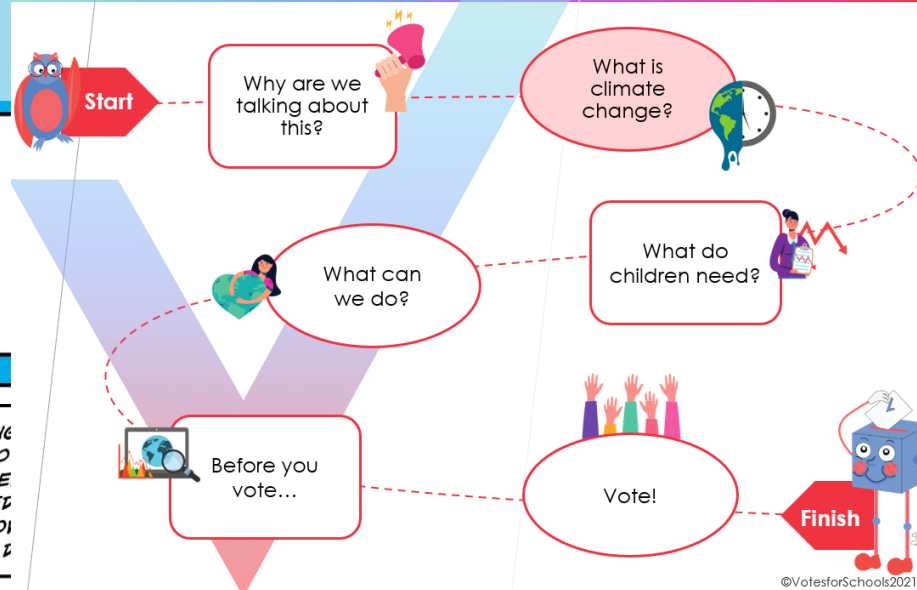 Start
Why are we
talking about
this?
What is
climate
change?
What do
children need?
What can
we do?
Before you
vote...
Vote!
Finish
©VotesforSchools2021